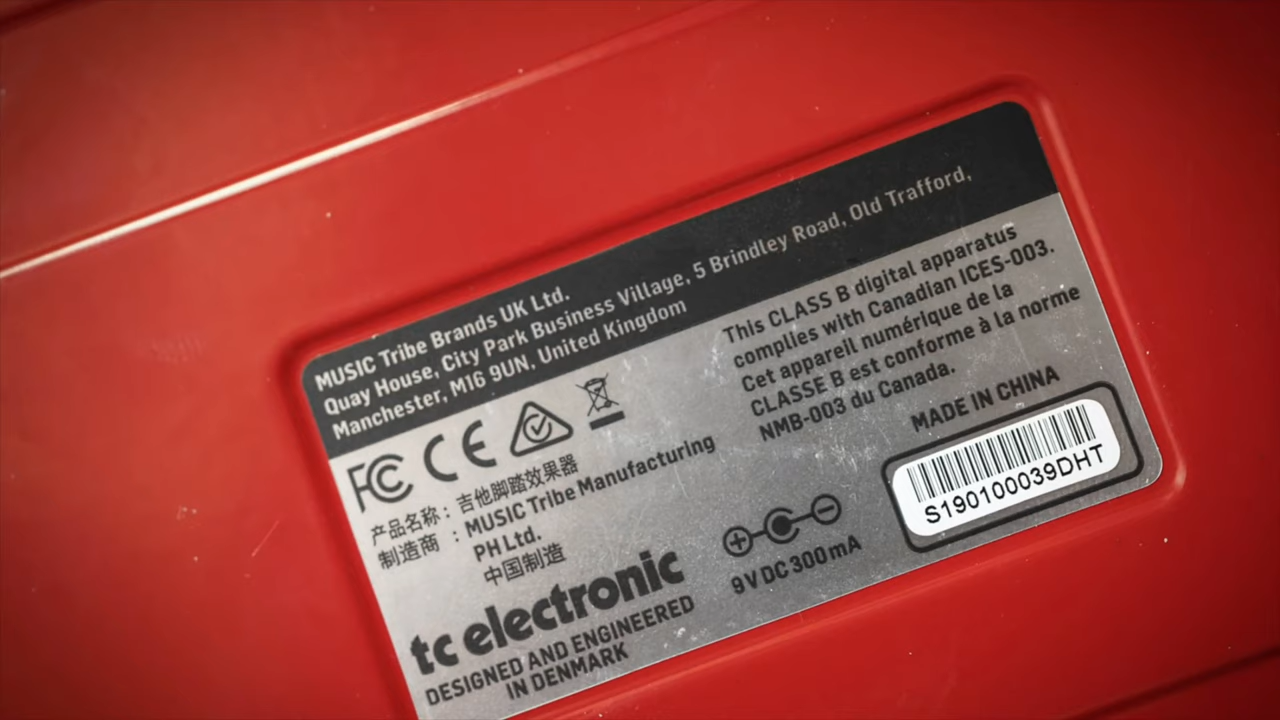 MUSIC Tribe Brands UK Ltd.
Quay House, City Park Business Village, 5 Brindley Road, Old Trafford,
Manchester, M16 9UN, United Kingdom
FC CE
产品名称：吉他脚踏效果器
制造商 ：MUSIC Tribe Manufacturing
PH Ltd.
中国制造
tc electronic
DESIGNED AND ENGINEERED
IN DENMARK
This CLASS B digital apparatus
complies with Canadian ICES-003.
Cet appareil numérique de la
CLASSE B est conforme à la norme
NMB-003 du Canada.
9V DC 300mA
MADE IN CHINA
S190100039DHT